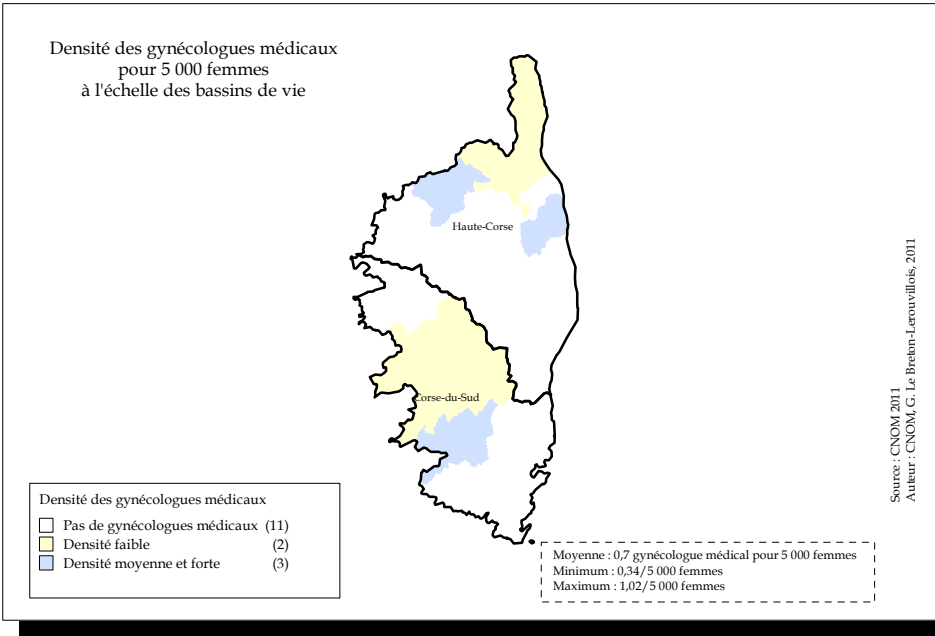 Densité des gynécologues médicaux
pour 5 000 femmes
à l'échelle des bassins de vie
Haute-Corse
Corse-du-Sud
Source : CNOM 2011
Auteur : CNOM, G. Le Breton-Lerouvillois, 2011
Densité des gynécologues médicaux
Pas de gynécologues médicaux (11)
Densité faible (2)
Densité moyenne et forte (3)
Moyenne : 0,7 gynécologue médical pour 5 000 femmes
Minimum : 0,34/5 000 femmes
Maximum : 1,02/5 000 femmes